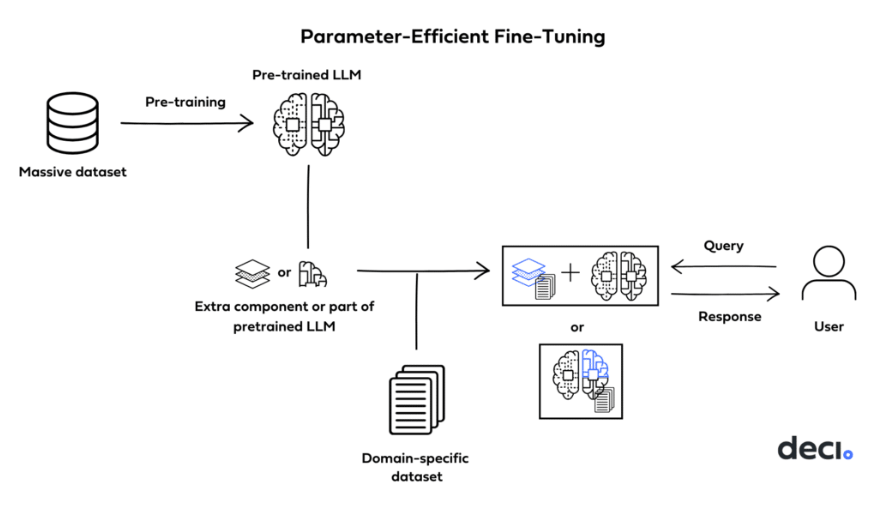 Parameter-Efficient Fine-Tuning
Pre-trained LLM
Pre-training
Massive dataset
or
Extra component or part of
pretrained LLM
Query
Response
User
or
Domain-specific
dataset
deci.